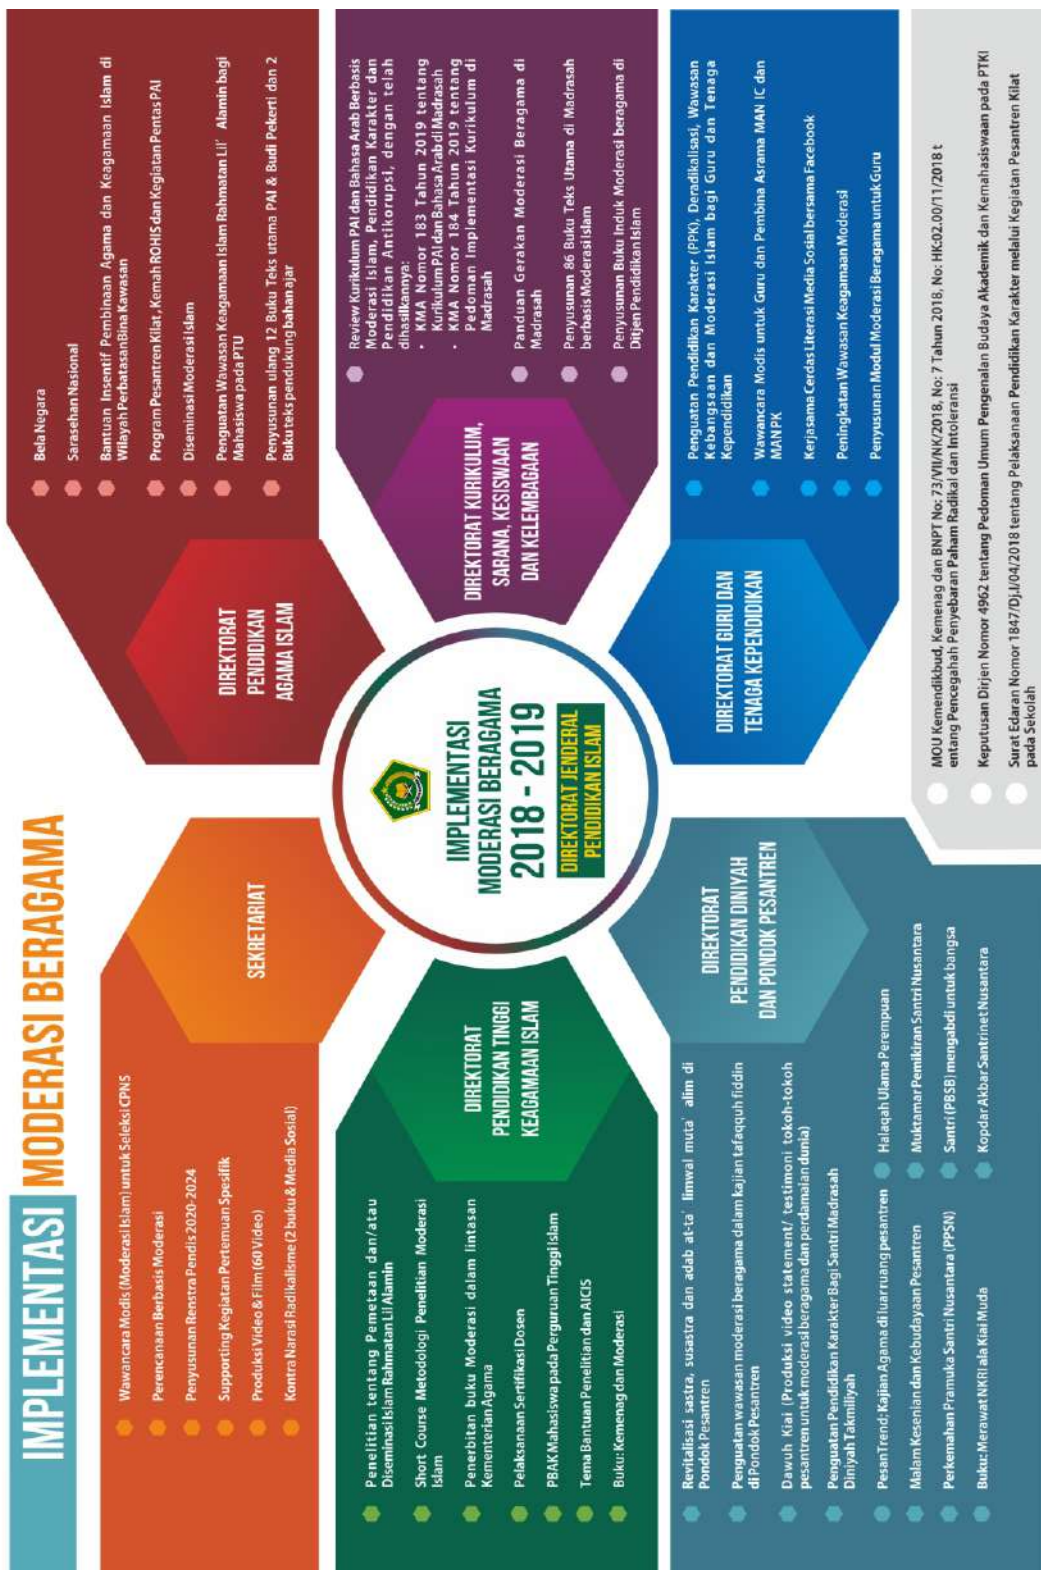 IMPLEMENTASI MODERASI BERAGAMA
SEKRETARIAT
Wawancara Modis (Moderasi Islam) untuk Seleksi CPNS
Perencanaan Berbasis Moderasi
Penyusunan Renstra Pendis 2020-2024
Supporting Kegiatan Pertemuan Spesifik
Produksi Video & Film (60 Video)
Kontra Narasi Radikalisme (2 buku & Media Sosial)
DIREKTORAT
PENDIDIKAN
AGAMA ISLAM
Bela Negara
Sarasehan Nasional
Bantuan Insentif Pembinaan Agama dan Keagamaan Islam di
Wilayah Perbatasan Bina Kawasan
Program Pesantren Kilat, Kemah ROHIS dan Kegiatan Pentas PAI
Diseminasi Moderasi Islam
Penguatan Wawasan Keagamaan Islam Rahmatan Lil' Alamin bagi
Mahasiswa pada PTU
Penyusunan ulang 12 Buku Teks utama PAI & Budi Pekerti dan 2
Buku teks pendukung bahan ajar
DIREKTORAT
PENDIDIKAN TINGGI
KEAGAMAAN ISLAM
Penelitian tentang Pemetaan dan/atau
Diseminasi Islam Rahmatan Lil Alamin
Short Course Metodologi Penelitian Moderasi
Islam
Penerbitan buku Moderasi dalam lintasan
Kementerian Agama
Pelaksanaan Sertifikasi Dosen
PBAK Mahasiswa pada Perguruan Tinggi Islam
Tema Bantuan Penelitian dan AICIS
Buku: Kemenag dan Moderasi
IMPLEMENTASI
MODERASI BERAGAMA
2018 - 2019
DIREKTORAT JENDERAL
PENDIDIKAN ISLAM
DIREKTORAT KURIKULUM,
SARANA, KESISWAAN
DAN KELEMBAGAAN
Review Kurikulum PAI dan Bahasa Arab Berbasis
Moderasi Islam, Pendidikan Karakter dan
Pendidikan Antikorupsi, dengan telah
dihasilkannya:
• KMA Nomor 183 Tahun 2019 tentang
Kurikulum PAI dan Bahasa Arab di Madrasah
• KMA Nomor 184 Tahun 2019 tentang
Pedoman Implementasi Kurikulum di
Madrasah
Panduan Gerakan Moderasi Beragama di
Madrasah
Penyusunan 86 Buku Teks Utama di Madrasah
berbasis Moderasi Islam
Penyusunan Buku Induk Moderasi beragama di
Ditjen Pendidikan Islam
DIREKTORAT
PENDIDIKAN DINIYAH
DAN PONDOK PESANTREN
Revitalisasi sastra, susastra dan adab at-ta' limwal muta' alim di
Pondok Pesantren
Penguatan wawasan moderasi beragama dalam kajian tafaqquh fiddin
di Pondok Pesantren
Dawuh Kiai (Produksi video statement/ testimoni tokoh-tokoh
pesantren untuk moderasi beragama dan perdamaian dunia)
Penguatan Pendidikan Karakter Bagi Santri Madrasah
Diniyah Takmiliyah
Pesan Trend; Kajian Agama di luar ruang pesantren
Malam Kesenian dan Kebudayaan Pesantren
Perkemahan Pramuka Santri Nusantara (PPSN)
Buku: Merawat NKRI ala Kiai Muda
Halaqah Ulama Perempuan
Muktamar Pemikiran Santri Nusantara
Santri (PBSB) mengabdi untuk bangsa
Kopdar Akbar Santrinet Nusantara
DIREKTORAT GURU DAN
TENAGA KEPENDIDIKAN
Penguatan Pendidikan Karakter (PPK), Deradikalisasi, Wawasan
Kebangsaan dan Moderasi Islam bagi Guru dan Tenaga
Kependidikan
Wawancara Modis untuk Guru dan Pembina Asrama MAN IC dan
MAN PK
Kerjasama Cerdas Literasi Media Sosial bersama Facebook
Peningkatan Wawasan Keagamaan Moderasi
Penyusunan Modul Moderasi Beragama untuk Guru
MOU Kemendikbud, Kemenag dan BNPT No: 73/VII/NK/2018, No: 7 Tahun 2018, No: HK.02.00/11/2018 t
entang Pencegahah Penyebaran Paham Radikal dan Intoleransi
Keputusan Dirjen Nomor 4962 tentang Pedoman Umum Pengenalan Budaya Akademik dan Kemahasiswaan pada PTKI
Surat Edaran Nomor 1847/Dj.I/04/2018 tentang Pelaksanaan Pendidikan Karakter melalui Kegiatan Pesantren Kilat
pada Sekolah